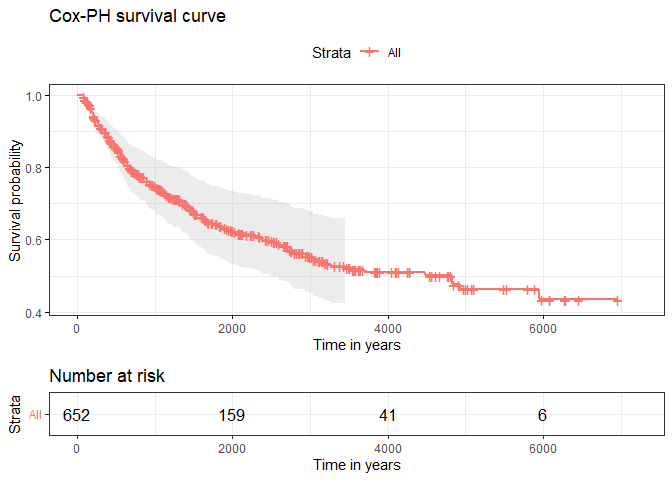 Cox-PH survival curve
Strata All
1.0
0.8
0.6
0.4
Survival probability
0 2000 4000 6000
Time in years
Number at risk
Strata
All 652 159 41 6
0 2000 4000 6000
Time in years